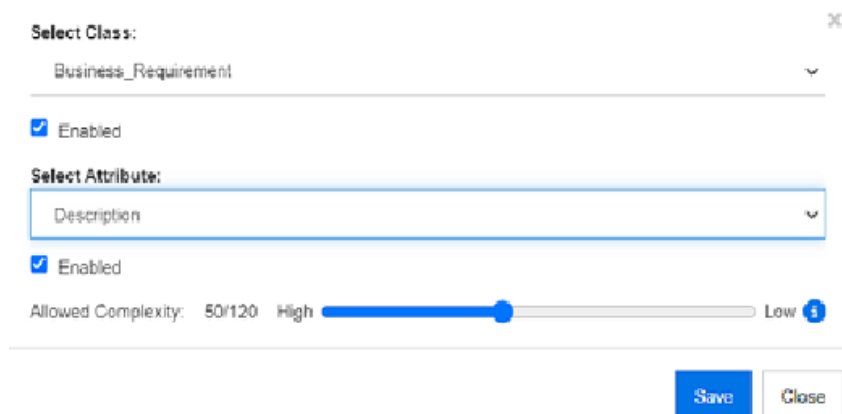 Select Class:
Business_Requirement
Enabled
Select Attribute:
Description
Enabled
Allowed Complexity: 50/120 High Low i
Save Close